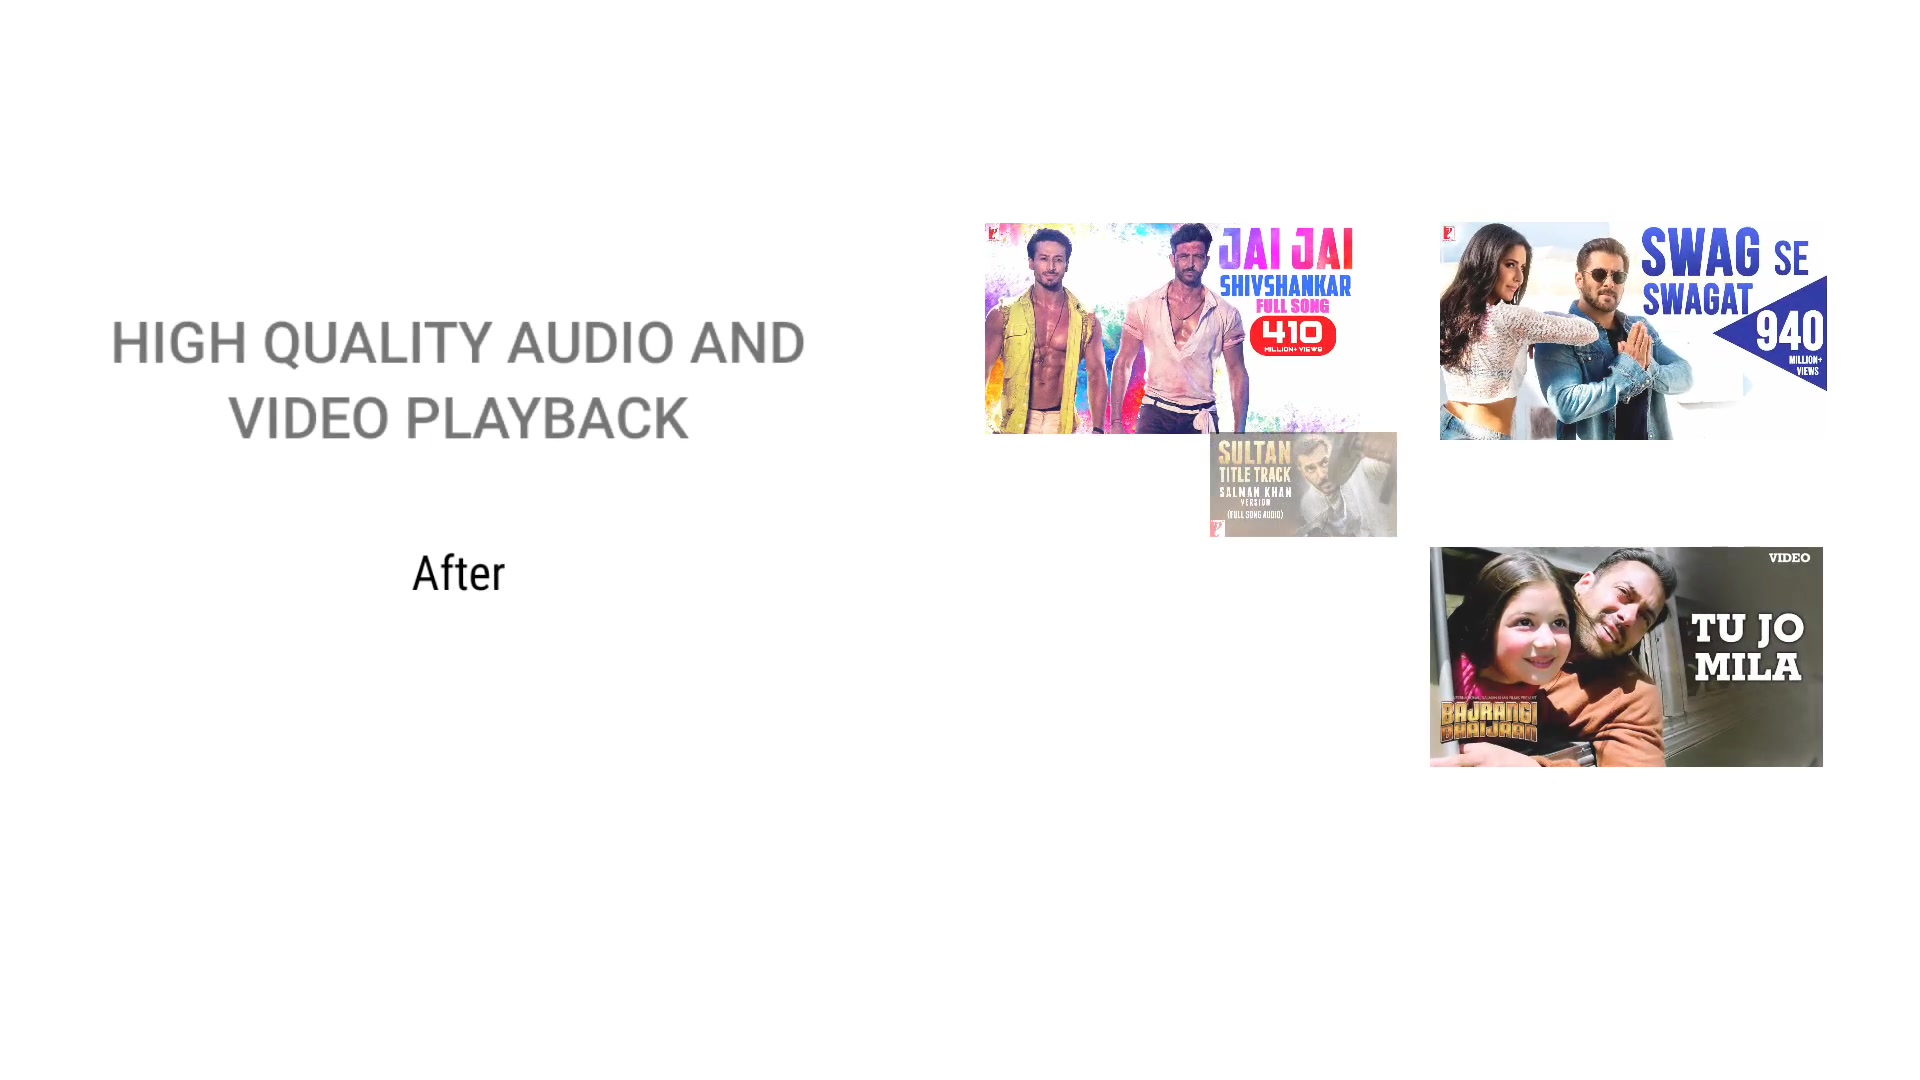 HIGH QUALITY AUDIO AND
VIDEO PLAYBACK
After
JAI JAI
SHIVSHANKAR
FULL SONG
410
MILLION+ VIEWS
SWAG SE
SWAGAT
940
MILLION+
VIEWS
SULTAN
TITLE TRACK
SALMAN KHAN
VERSION
(FULL SONG AUDIO)
VIDEO
TU JO
MILA
BAJRANGI
BHAIJAAN